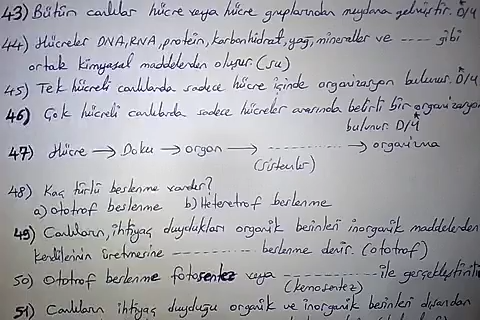 43) Bütün canlılar hücre veya hücre gruplarından meydana gelmiştir. D/Y
44) Hücreler DNA, RNA, protein, karbonhidrat, yağ, mineraller ve ---- gibi
ortak kimyasal maddelerden oluşur. (su)
45) Tek hücreli canlılarda sadece hücre içinde organizasyon bulunur. D/Y
46) Çok hücreli canlılarda sadece hücreler arasında belirli bir organizasyon
bulunur D/Y
47) Hücre → Doku → organ → ---------- → organizma
(sistemler)
48) Kaç türlü beslenme vardır?
a) ototrof beslenme b) Heteretrof beslenme
49) Canlıların, ihtiyaç duydukları organik besinleri inorganik maddelerden
kendilerinin üretmesine ---------- beslenme denir. (ototrof)
50) Ototrof beslenme fotosentez veya ------------ ile gerçekleştirilir
(kemosentez)
51) Canlıların ihtiyaç duyduğu organik ve inorganik besinleri dışarıdan